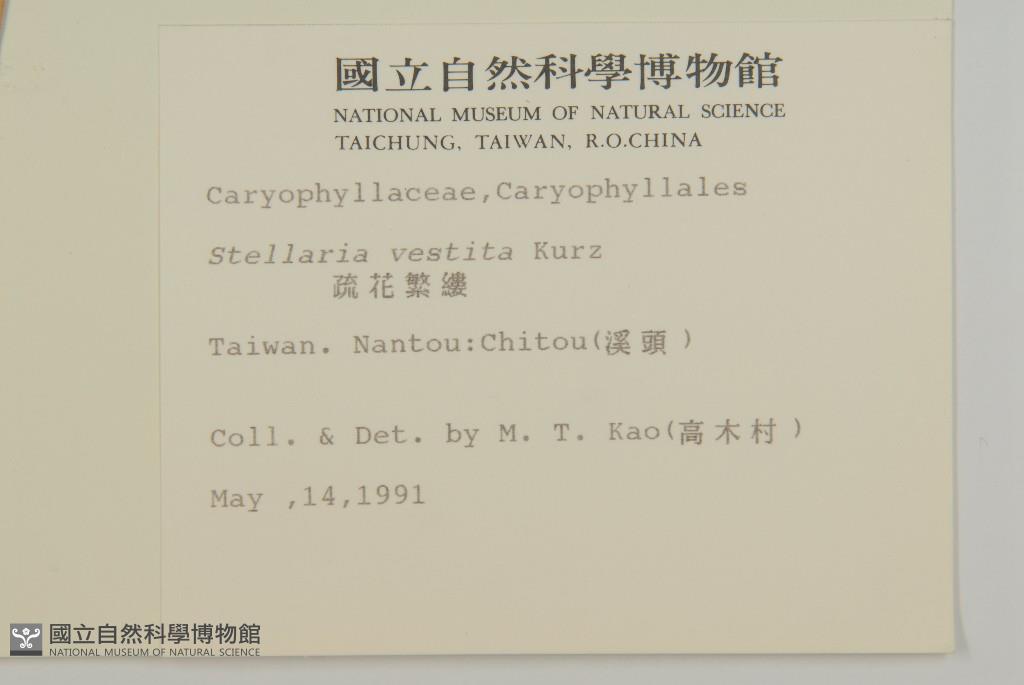 國立自然科學博物館
NATIONAL MUSEUM OF NATURAL SCIENCE
TAICHUNG, TAIWAN, R.O.CHINA
Caryophyllaceae,Caryophyllales
Stellaria vestita Kurz
疏花繁縷
Taiwan. Nantou:Chitou(溪頭)
Coll. & Det. by M. T. Kao(高木村)
May ,14,1991
國立自然科學博物館
NATIONAL MUSEUM OF NATURAL SCIENCE